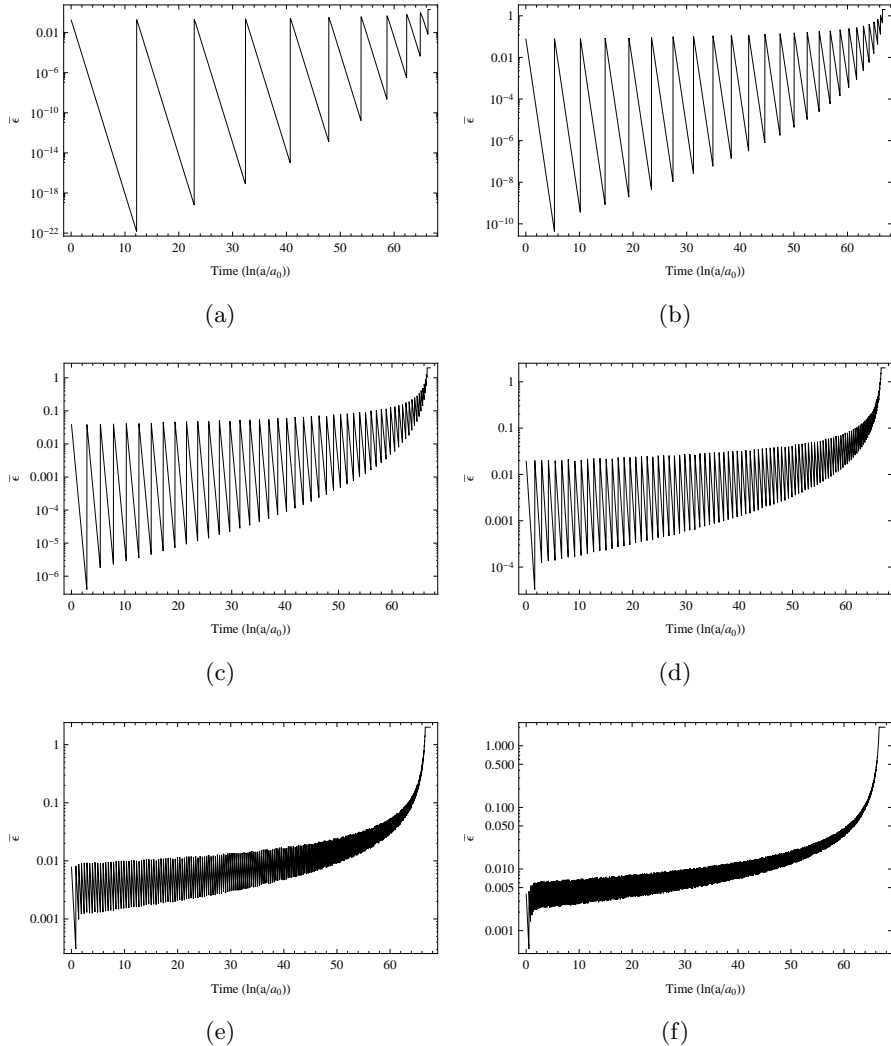 0.01
10⁻⁶
10⁻¹⁰
10⁻¹⁴
10⁻¹⁸
10⁻²²
ϵ̄
0 10 20 30 40 50 60
Time (ln(a/a₀))
(a)
1
0.01
10⁻⁴
10⁻⁶
10⁻⁸
10⁻¹⁰
ϵ̄
0 10 20 30 40 50 60
Time (ln(a/a₀))
(b)
1
0.1
0.01
0.001
10⁻⁴
10⁻⁵
10⁻⁶
ϵ̄
0 10 20 30 40 50 60
Time (ln(a/a₀))
(c)
1
0.1
0.01
0.001
10⁻⁴
ϵ̄
0 10 20 30 40 50 60
Time (ln(a/a₀))
(d)
1
0.1
0.01
0.001
ϵ̄
0 10 20 30 40 50 60
Time (ln(a/a₀))
(e)
1.000
0.500
0.100
0.050
0.010
0.005
0.001
ϵ̄
0 10 20 30 40 50 60
Time (ln(a/a₀))
(f)